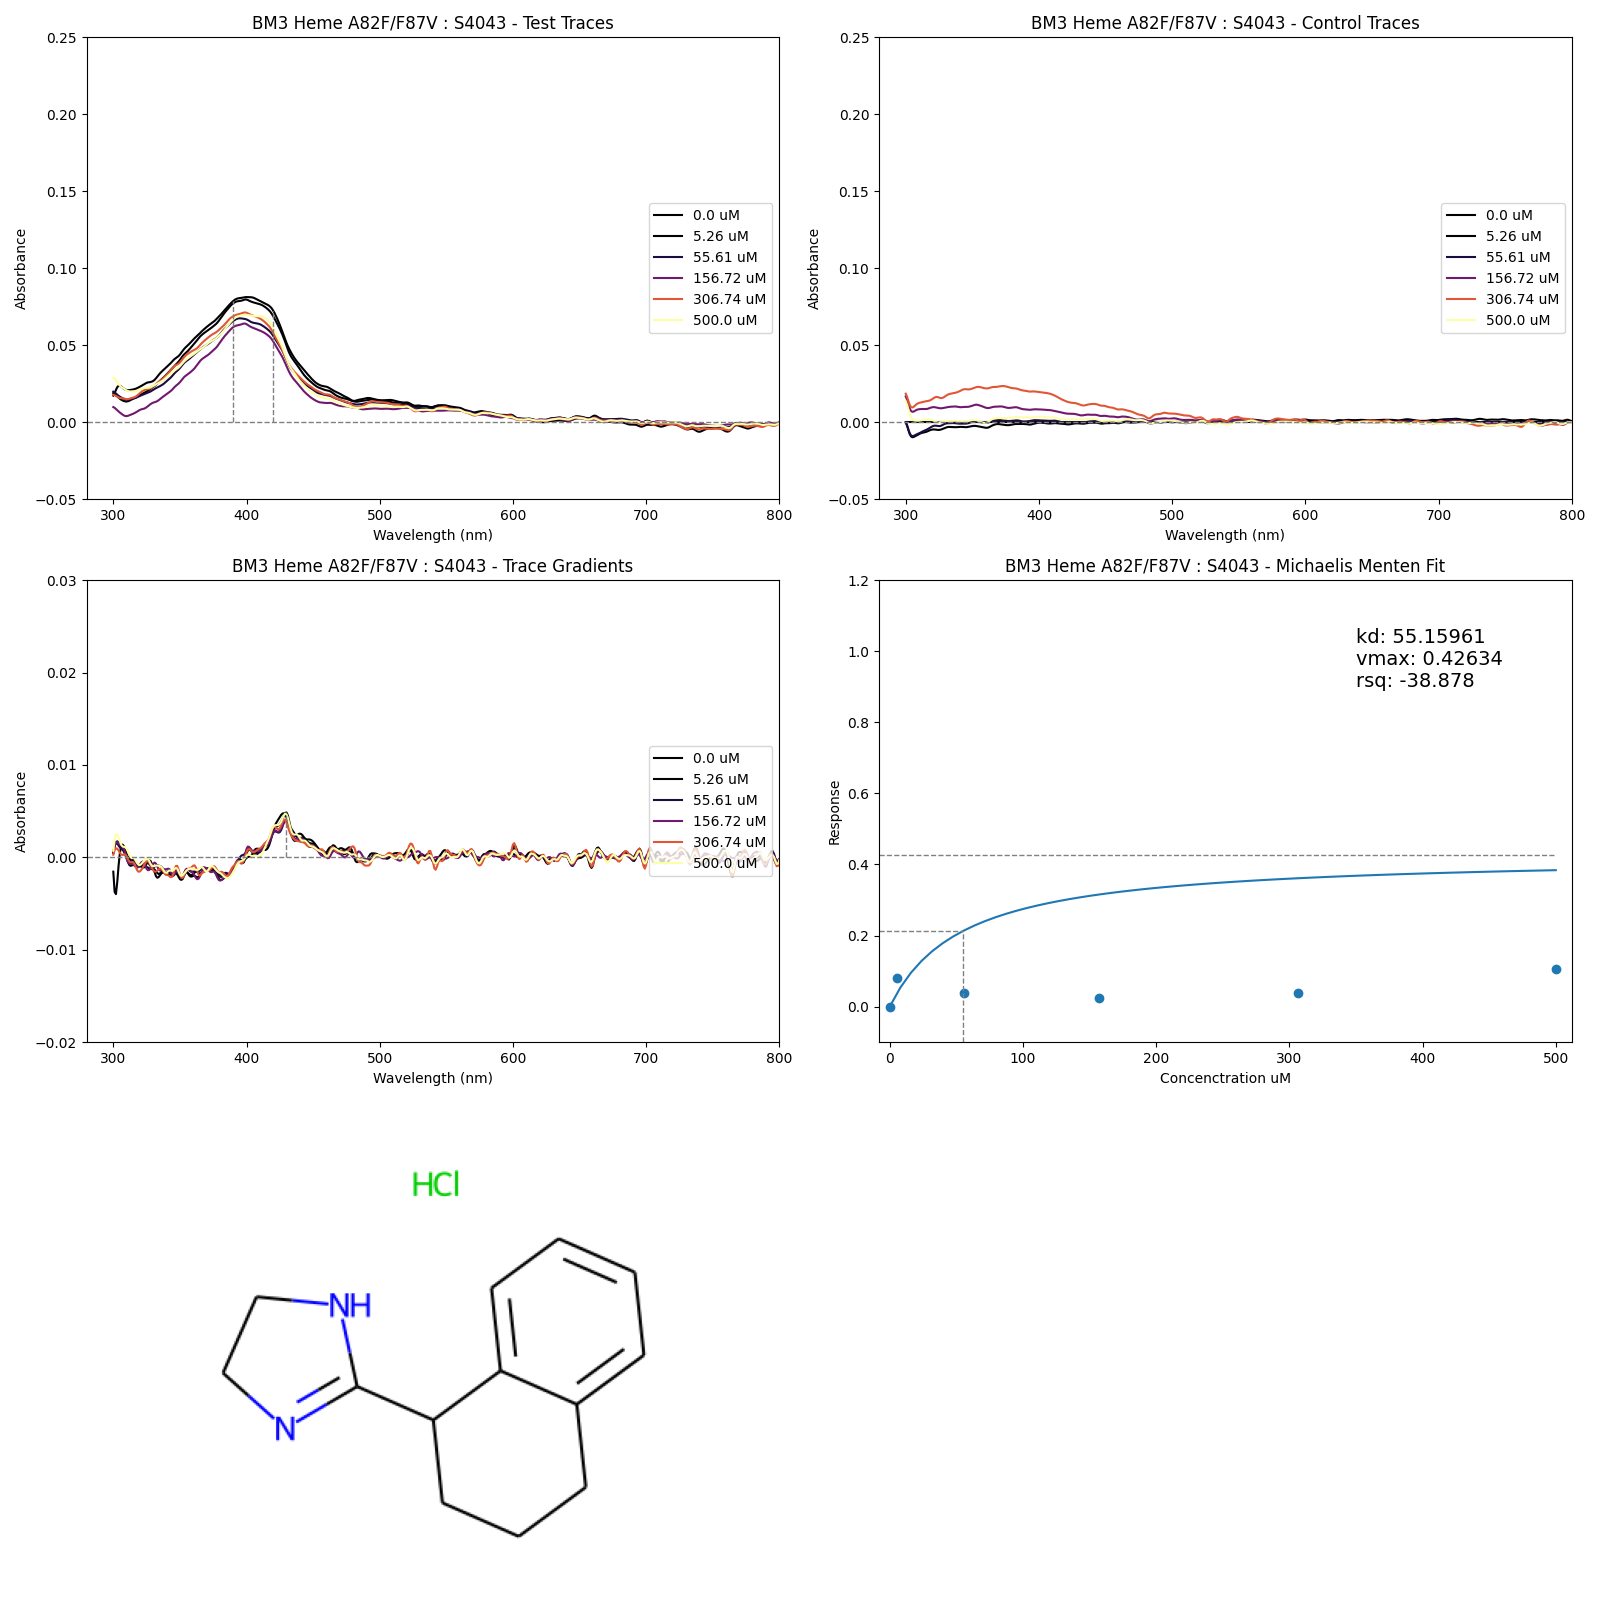 BM3 Heme A82F/F87V : S4043 - Test Traces
Absorbance
0.25
0.20
0.15
0.10
0.05
0.00
−0.05
300
400
500
600
700
800
Wavelength (nm)
0.0 uM
5.26 uM
55.61 uM
156.72 uM
306.74 uM
500.0 uM
BM3 Heme A82F/F87V : S4043 - Control Traces
Absorbance
0.25
0.20
0.15
0.10
0.05
0.00
−0.05
300
400
500
600
700
800
Wavelength (nm)
0.0 uM
5.26 uM
55.61 uM
156.72 uM
306.74 uM
500.0 uM
BM3 Heme A82F/F87V : S4043 - Trace Gradients
Absorbance
0.03
0.02
0.01
0.00
−0.01
−0.02
300
400
500
600
700
800
Wavelength (nm)
0.0 uM
5.26 uM
55.61 uM
156.72 uM
306.74 uM
500.0 uM
BM3 Heme A82F/F87V : S4043 - Michaelis Menten Fit
Response
1.2
1.0
0.8
0.6
0.4
0.2
0.0
0
100
200
300
400
500
Concenctration uM
kd: 55.15961
vmax: 0.42634
rsq: -38.878
HCl
NH
N